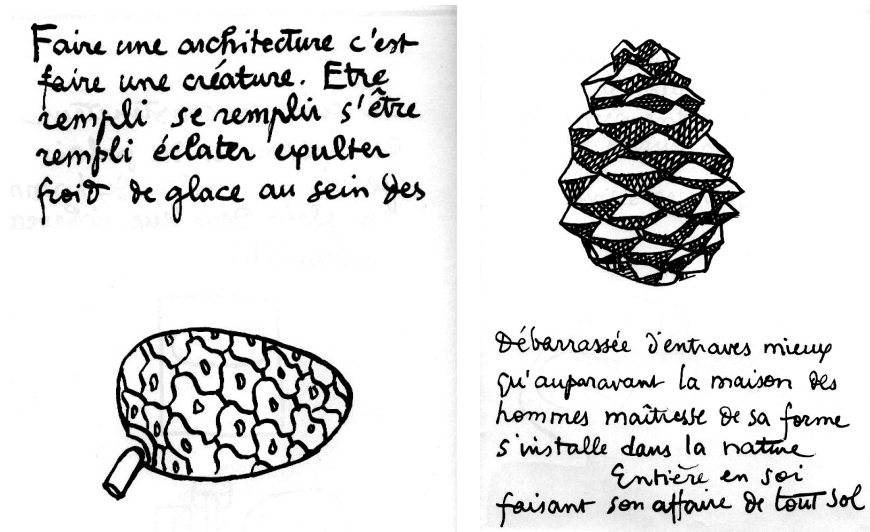 Faire une architecture c'est
faire une créature. Etre
rempli se remplir s'être
rempli éclater exulter
froid de glace au sein des
Débarrassée d'entraves mieux
qu'auparavant la maison des
hommes maîtresse de sa forme
s'installe dans la nature
Entière en soi
faisant son affaire de tout sol